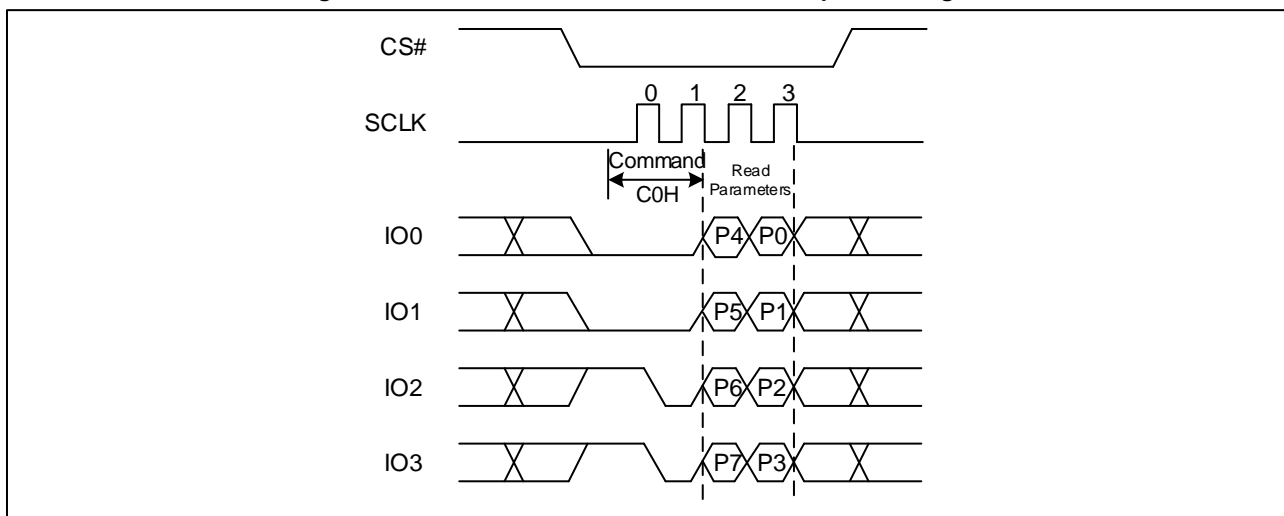 CS#
0 1 2 3
SCLK
Command
Read
Parameters
C0H
IO0 P4 P0
IO1 P5 P1
IO2 P6 P2
IO3 P7 P3